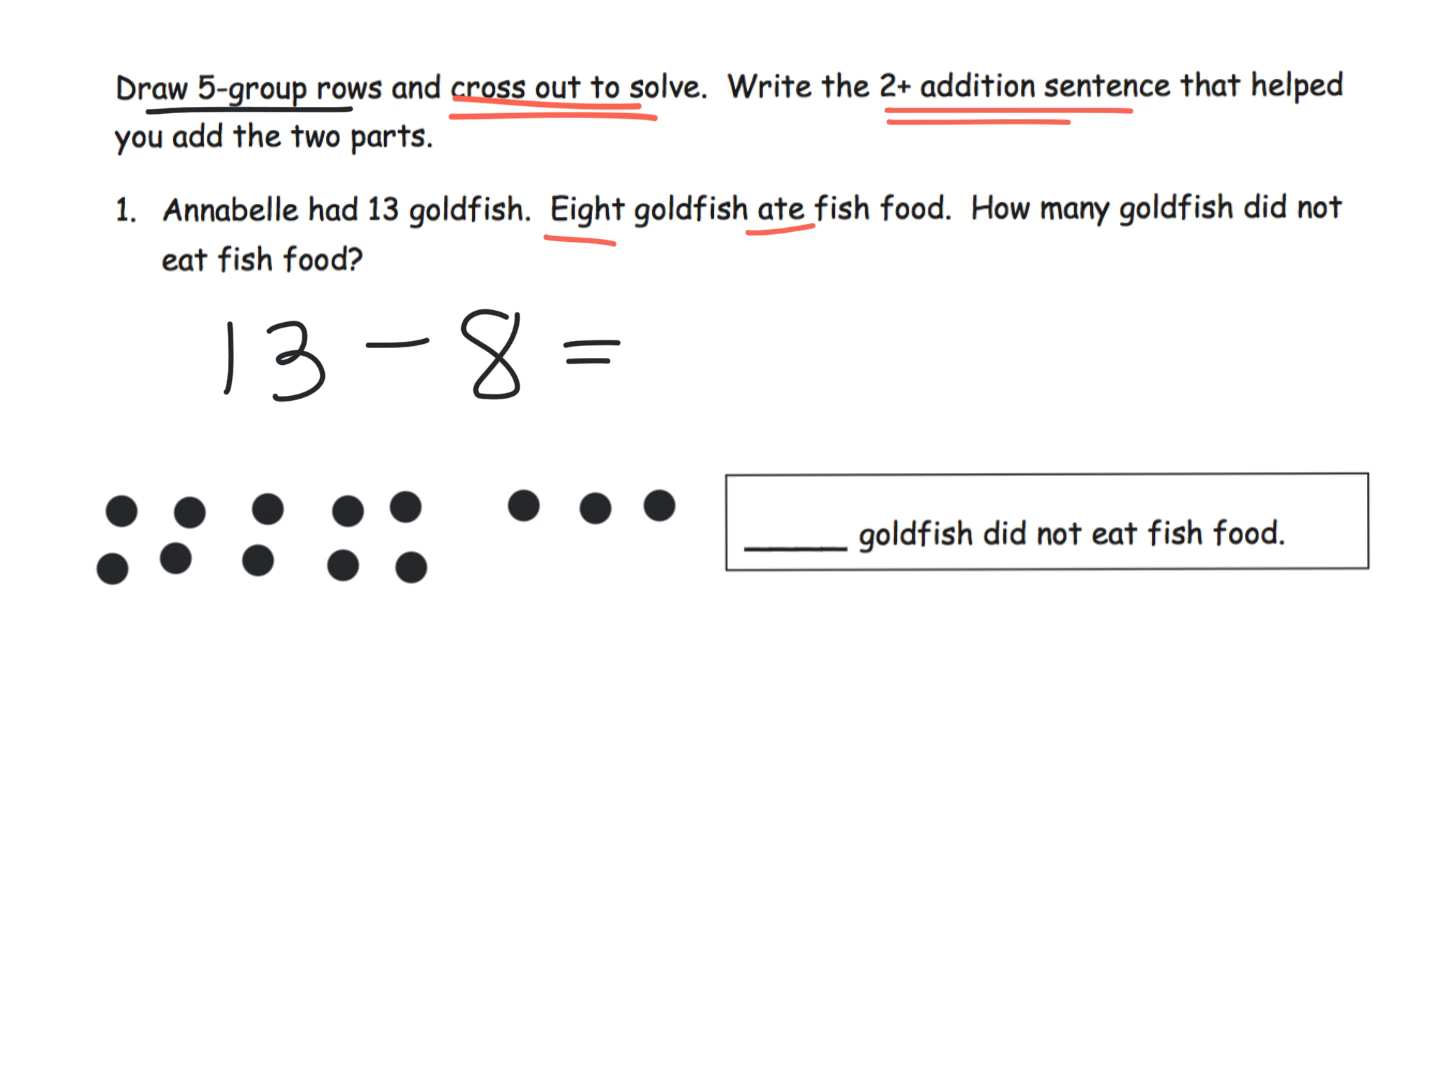 Draw 5-group rows and cross out to solve. Write the 2+ addition sentence that helped
you add the two parts.
1. Annabelle had 13 goldfish. Eight goldfish ate fish food. How many goldfish did not
eat fish food?
13 - 8 =
______ goldfish did not eat fish food.